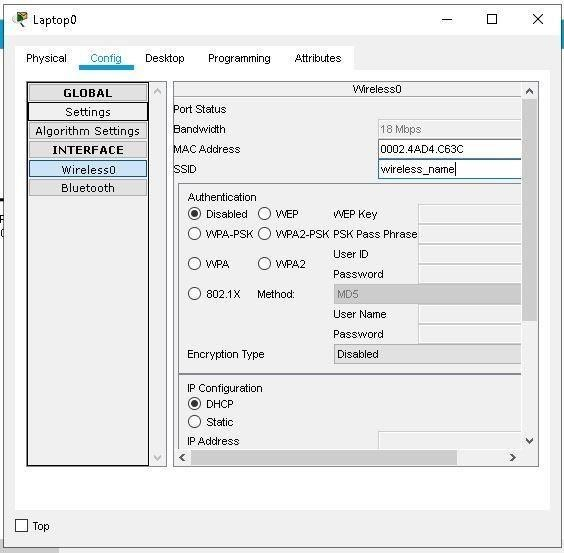 Laptop0
Physical Config Desktop Programming Attributes
GLOBAL
Settings
Algorithm Settings
INTERFACE
Wireless0
Bluetooth
Wireless0
Port Status
Bandwidth 18 Mbps
MAC Address 0002.4AD4.C63C
SSID wireless_name
Authentication
Disabled WEP WEP Key
WPA-PSK WPA2-PSK PSK Pass Phrase
User ID
WPA WPA2
Password
802.1X Method: MD5
User Name
Password
Encryption Type Disabled
IP Configuration
DHCP
Static
IP Address
Top